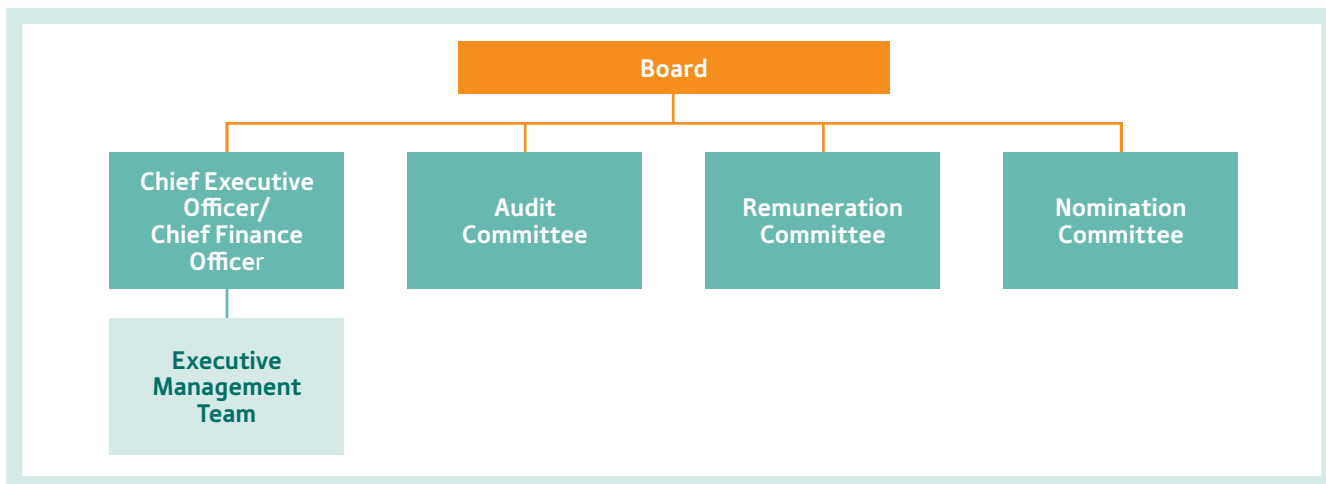 Board
Chief Executive
Officer/
Chief Finance
Officer
Audit
Committee
Remuneration
Committee
Nomination
Committee
Executive
Management
Team